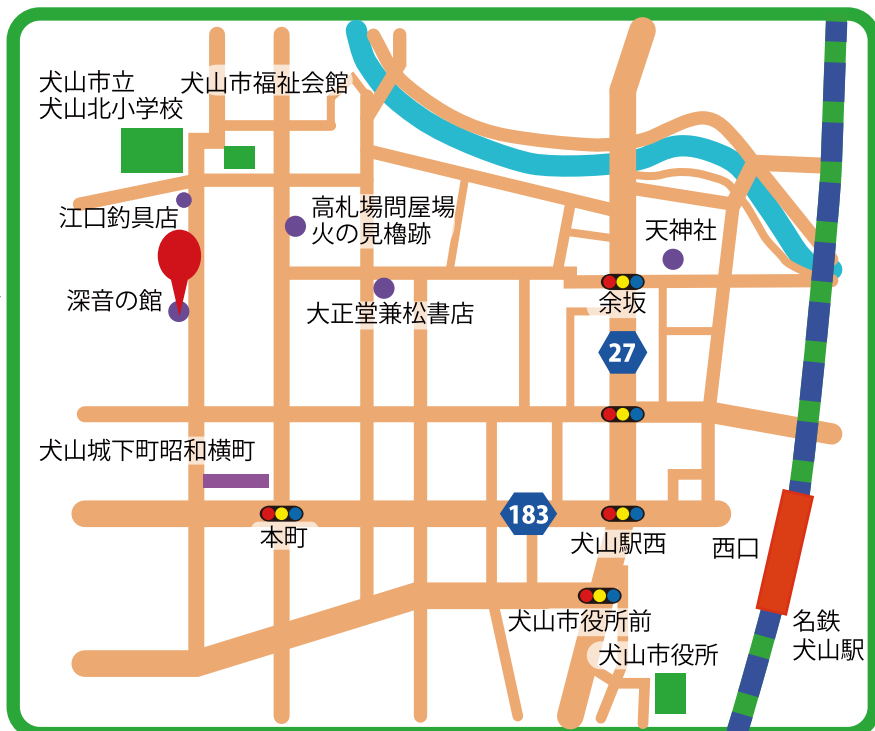 犬山市立
犬山北小学校
犬山市福祉会館
江口釣具店
高札場問屋場
火の見櫓跡
天神社
深音の館
大正堂兼松書店
余坂
27
犬山城下町昭和横町
183
本町
犬山駅西
西口
犬山市役所前
名鉄
犬山駅
犬山市役所